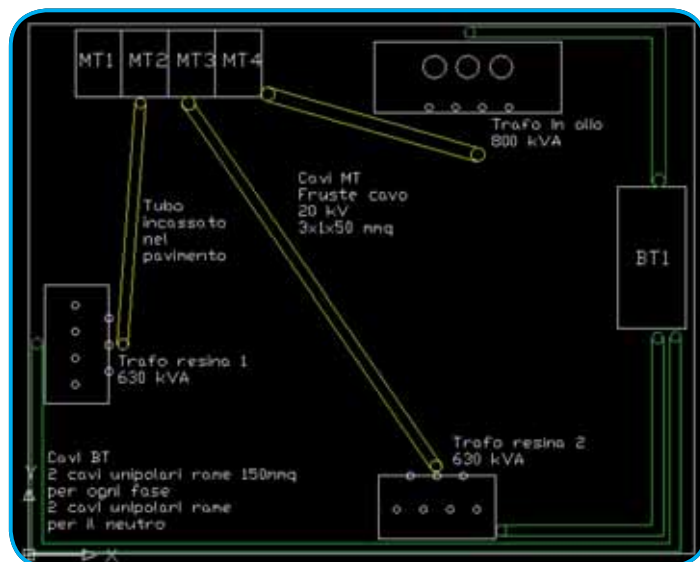 MT1 MT2 MT3 MT4
Trafo in olio
800 kVA
Cavi MT
Fruste cavo
20 kV
3x1x50 mmq
Tubo
incassato
nel
pavimento
BT1
Trafo resina 1
630 kVA
Trafo resina 2
630 kVA
Cavi BT
2 cavi unipolari rame 150mmq
per ogni fase
2 cavi unipolari rame
per il neutro
Y
X